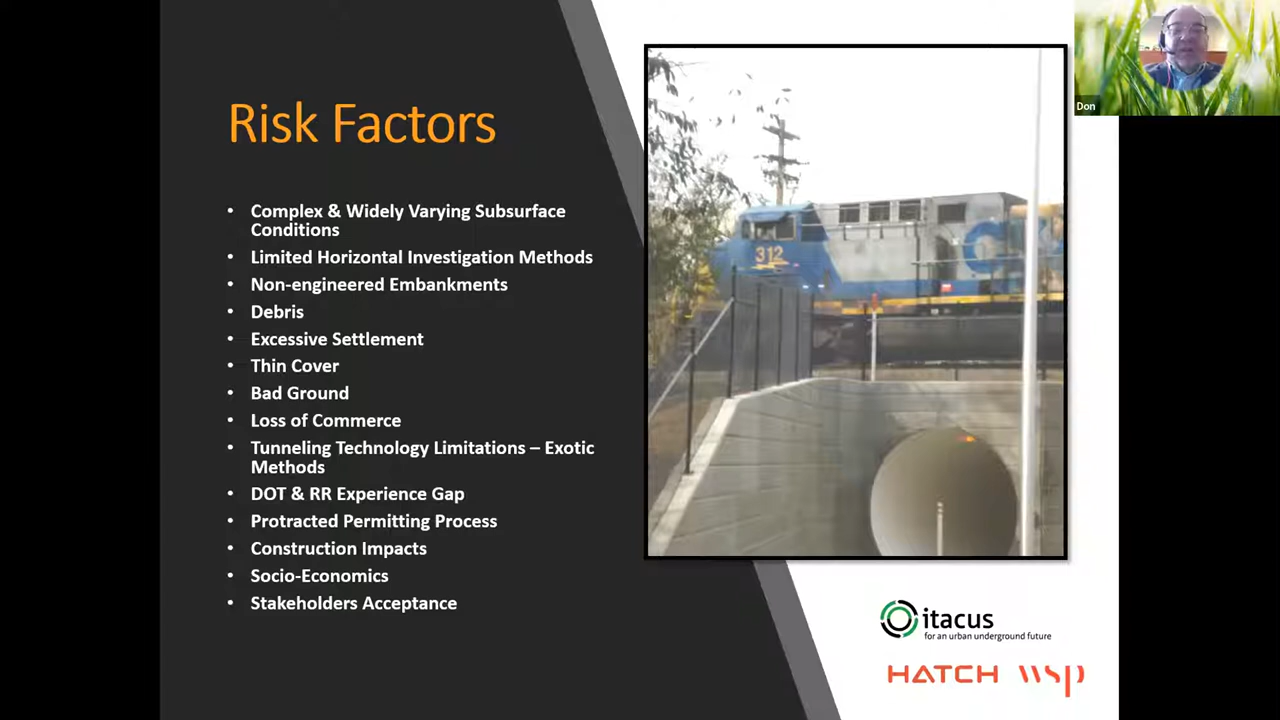 Risk Factors
• Complex & Widely Varying Subsurface
Conditions
• Limited Horizontal Investigation Methods
• Non-engineered Embankments
• Debris
• Excessive Settlement
• Thin Cover
• Bad Ground
• Loss of Commerce
• Tunneling Technology Limitations – Exotic
Methods
• DOT & RR Experience Gap
• Protracted Permitting Process
• Construction Impacts
• Socio-Economics
• Stakeholders Acceptance
312
Don
itacus
for an urban underground future
HATCH wsp